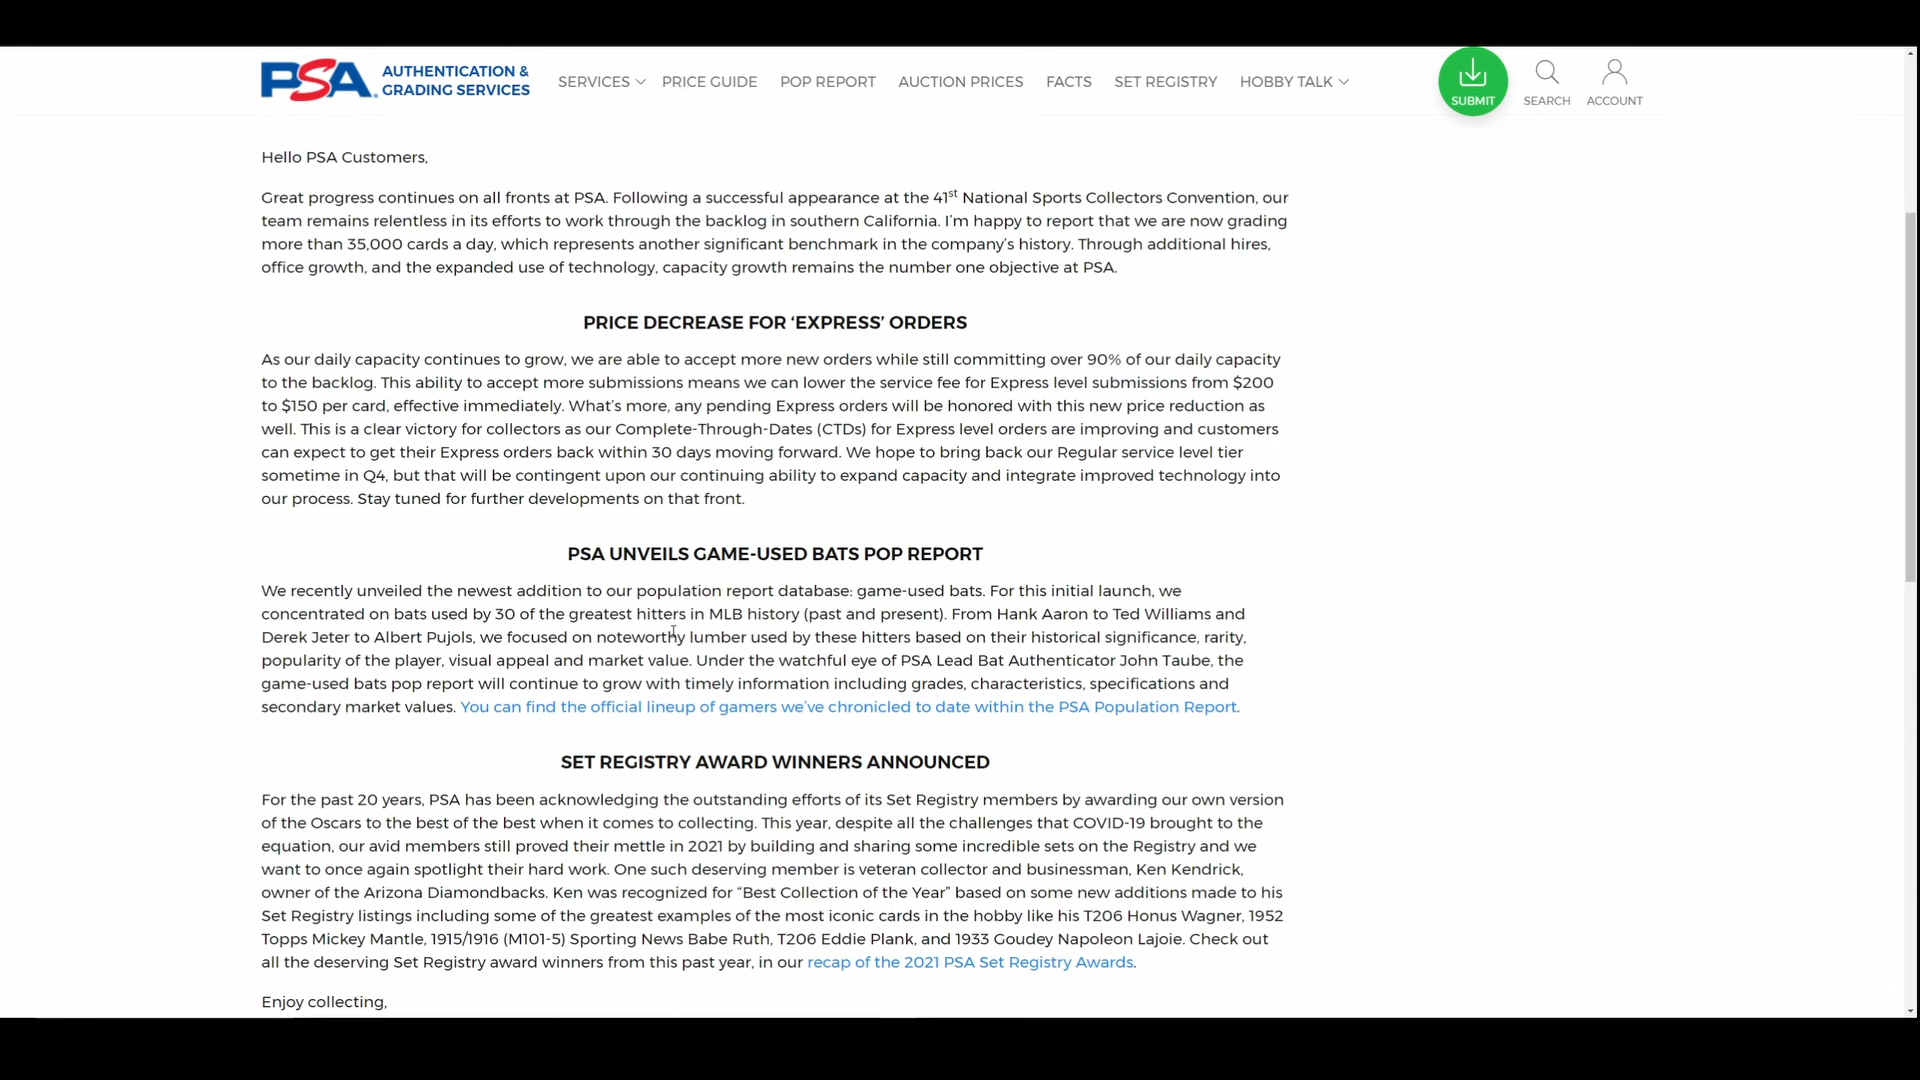 PSA AUTHENTICATION & GRADING SERVICES
SERVICES PRICE GUIDE POP REPORT AUCTION PRICES FACTS SET REGISTRY HOBBY TALK SUBMIT SEARCH ACCOUNT
Hello PSA Customers,
Great progress continues on all fronts at PSA. Following a successful appearance at the 41st National Sports Collectors Convention, our
team remains relentless in its efforts to work through the backlog in southern California. I'm happy to report that we are now grading
more than 35,000 cards a day, which represents another significant benchmark in the company's history. Through additional hires,
office growth, and the expanded use of technology, capacity growth remains the number one objective at PSA.
PRICE DECREASE FOR ‘EXPRESS’ ORDERS
As our daily capacity continues to grow, we are able to accept more new orders while still committing over 90% of our daily capacity
to the backlog. This ability to accept more submissions means we can lower the service fee for Express level submissions from $200
to $150 per card, effective immediately. What's more, any pending Express orders will be honored with this new price reduction as
well. This is a clear victory for collectors as our Complete-Through-Dates (CTDs) for Express level orders are improving and customers
can expect to get their Express orders back within 30 days moving forward. We hope to bring back our Regular service level tier
sometime in Q4, but that will be contingent upon our continuing ability to expand capacity and integrate improved technology into
our process. Stay tuned for further developments on that front.
PSA UNVEILS GAME-USED BATS POP REPORT
We recently unveiled the newest addition to our population report database: game-used bats. For this initial launch, we
concentrated on bats used by 30 of the greatest hitters in MLB history (past and present). From Hank Aaron to Ted Williams and
Derek Jeter to Albert Pujols, we focused on noteworthy lumber used by these hitters based on their historical significance, rarity,
popularity of the player, visual appeal and market value. Under the watchful eye of PSA Lead Bat Authenticator John Taube, the
game-used bats pop report will continue to grow with timely information including grades, characteristics, specifications and
secondary market values. You can find the official lineup of gamers we've chronicled to date within the PSA Population Report.
SET REGISTRY AWARD WINNERS ANNOUNCED
For the past 20 years, PSA has been acknowledging the outstanding efforts of its Set Registry members by awarding our own version
of the Oscars to the best of the best when it comes to collecting. This year, despite all the challenges that COVID-19 brought to the
equation, our avid members still proved their mettle in 2021 by building and sharing some incredible sets on the Registry and we
want to once again spotlight their hard work. One such deserving member is veteran collector and businessman, Ken Kendrick,
owner of the Arizona Diamondbacks. Ken was recognized for “Best Collection of the Year” based on some new additions made to his
Set Registry listings including some of the greatest examples of the most iconic cards in the hobby like his T206 Honus Wagner, 1952
Topps Mickey Mantle, 1915/1916 (M101-5) Sporting News Babe Ruth, T206 Eddie Plank, and 1933 Goudey Napoleon Lajoie. Check out
all the deserving Set Registry award winners from this past year, in our recap of the 2021 PSA Set Registry Awards.
Enjoy collecting,